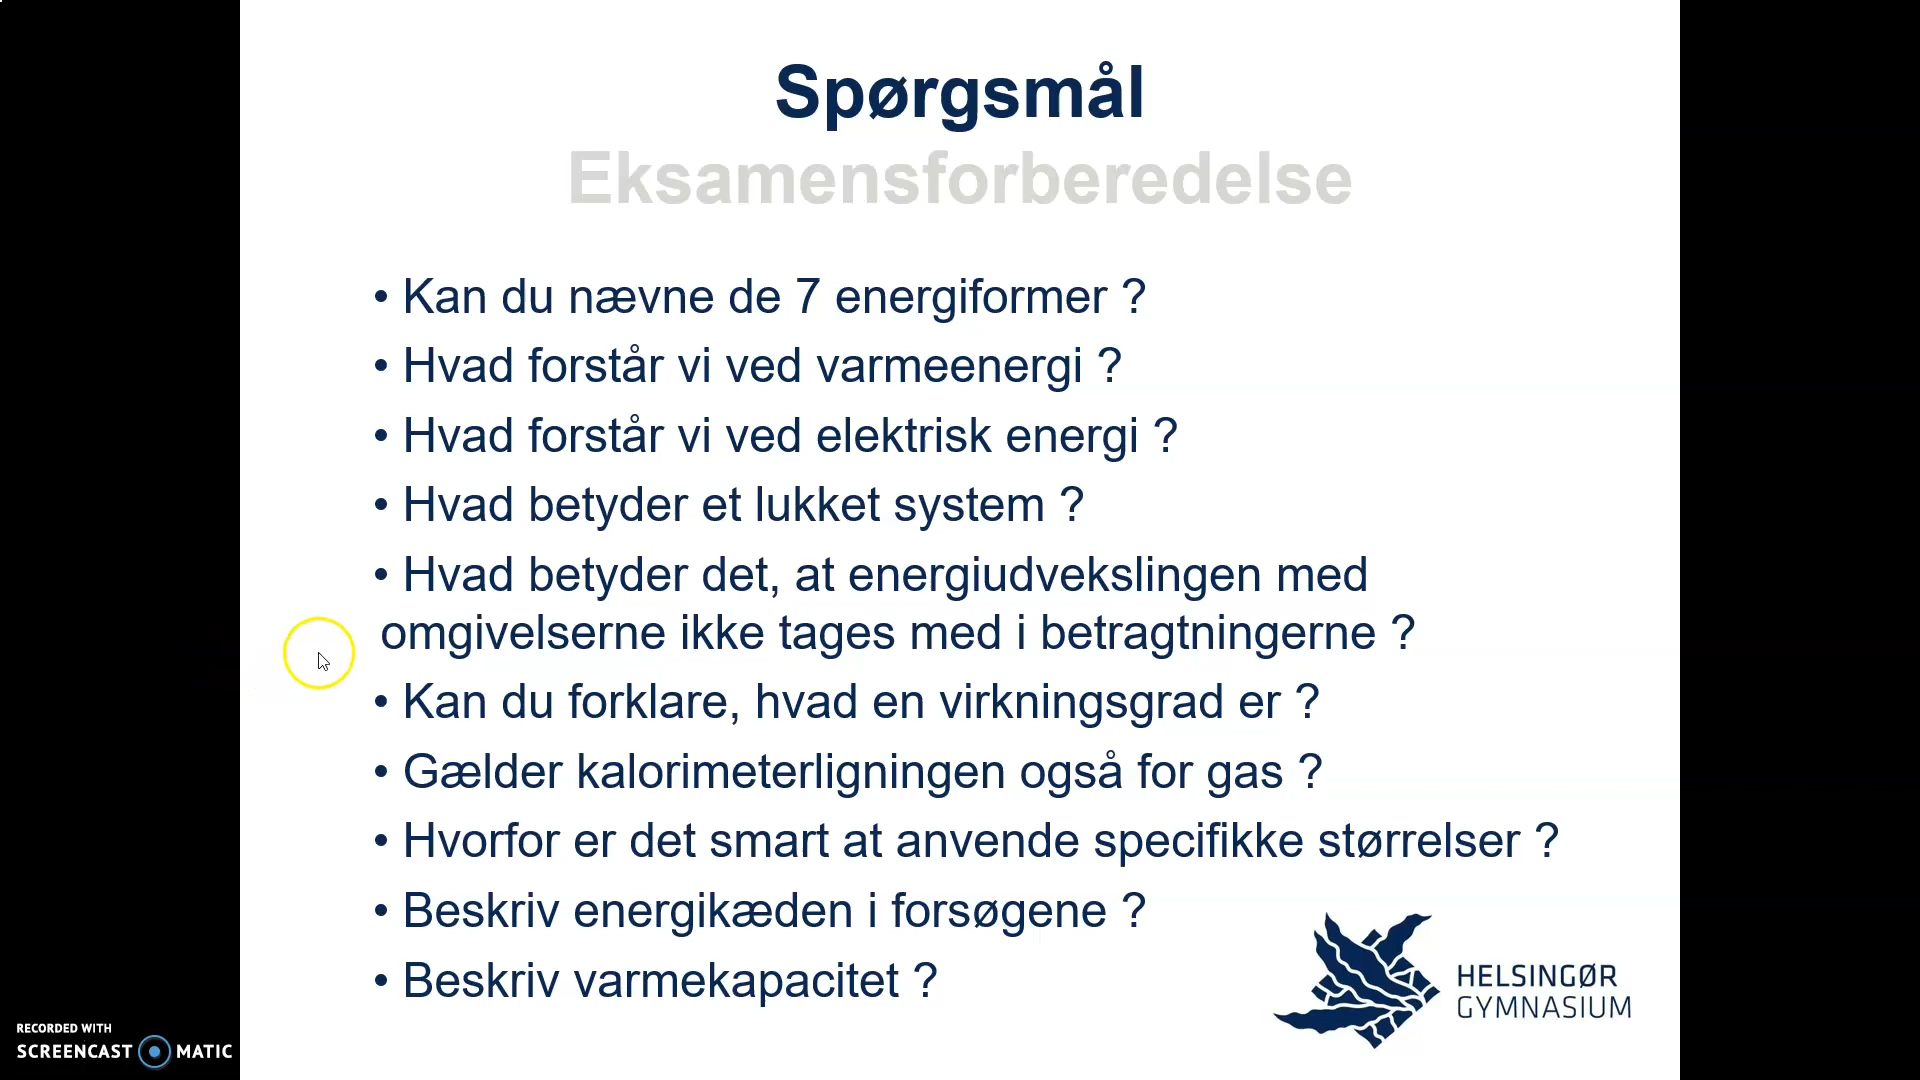 Spørgsmål
Eksamensforberedelse
• Kan du nævne de 7 energiformer ?
• Hvad forstår vi ved varmeenergi ?
• Hvad forstår vi ved elektrisk energi ?
• Hvad betyder et lukket system ?
• Hvad betyder det, at energiudvekslingen med
omgivelserne ikke tages med i betragtningerne ?
• Kan du forklare, hvad en virkningsgrad er ?
• Gælder kalorimeterligningen også for gas ?
• Hvorfor er det smart at anvende specifikke størrelser ?
• Beskriv energikæden i forsøgene ?
• Beskriv varmekapacitet ?
HELSINGØR
GYMNASIUM
RECORDED WITH
SCREENCAST MATIC